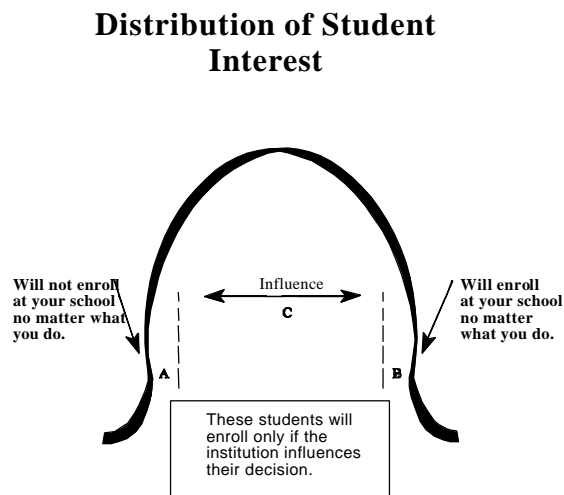 Distribution of Student
Interest
Will not enroll
at your school
no matter what
you do.
Influence
C
Will enroll
at your school
no matter
what you do.
A
B
These students will
enroll only if the
institution influences
their decision.